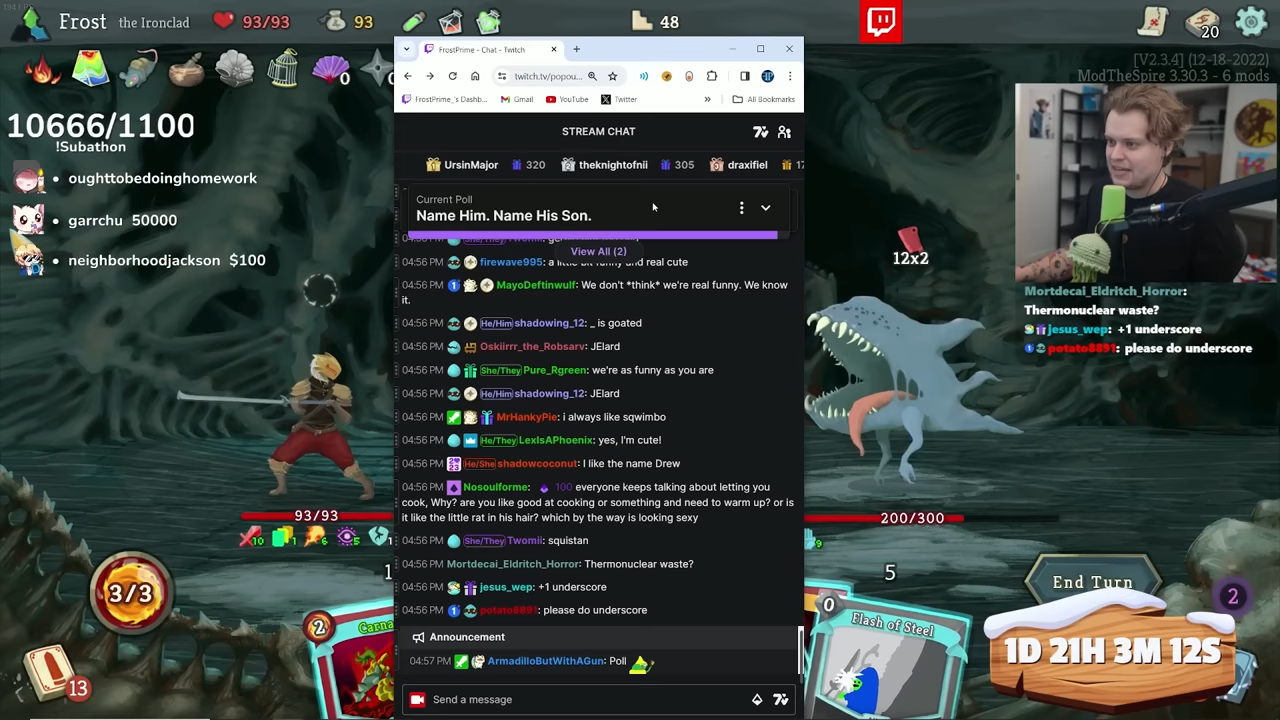 194 FPS
Frost the Ironclad 93/93 93 48 20
[V2.3.4] (12-18-2022)
ModTheSpire 3.30.3 - 6 mods
0
10666/1100
!Subathon
• oughttobedoinghomework
• garrchu 50000
• neighborhoodjackson $100
FrostPrime - Chat - Twitch
twitch.tv/popou...
FrostPrime_'s Dashb...
Gmail
YouTube
Twitter
All Bookmarks
STREAM CHAT
UrsinMajor 320 theknightofnii 305 draxifiel 17
Current Poll
Name Him. Name His Son.
View All (2)
firewave995: a little bit funny and real cute
04:56 PM MayoDeftinwulf: We don't *think* we're real funny. We know
it.
04:56 PM He/Him shadowing_12: _ is goated
04:56 PM Oskiirrr_the_Robsarv: JElard
04:56 PM She/They Pure_Rgreen: we're as funny as you are
04:56 PM He/Him shadowing_12: JElard
04:56 PM MrHankyPie: i always like sqwimbo
04:56 PM He/They LexIsAPhoenix: yes, I'm cute!
04:56 PM He/She shadowcoconut: I like the name Drew
04:56 PM Nosoulforme: 100 everyone keeps talking about letting you
cook, Why? are you like good at cooking or something and need to warm up? or is
it like the little rat in his hair? which by the way is looking sexy
04:56 PM She/They Twomii: squistan
04:56 PM Mortdecai_Eldritch_Horror: Thermonuclear waste?
04:56 PM jesus_wep: +1 underscore
04:56 PM potato8891: please do underscore
Announcement
04:57 PM ArmadilloButWithAGun: Poll
Send a message
12x2
Mortdecai_Eldritch_Horror:
Thermonuclear waste?
jesus_wep: +1 underscore
potato8891: please do underscore
93/93
10 1 6 5
200/300
9
3/3
2
13
5
0
Flash of Steel
End Turn
2
1D 21H 3M 12S